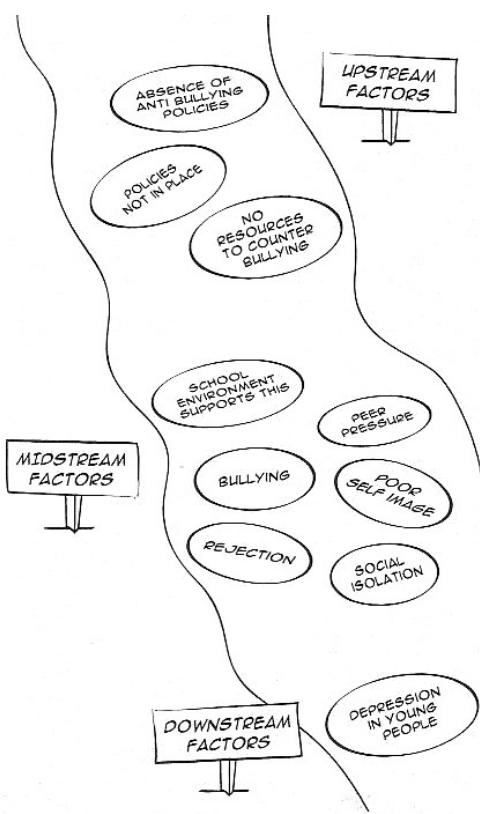 UPSTREAM
FACTORS
ABSENCE OF
ANTI BULLYING
POLICIES
POLICIES
NOT IN PLACE
NO
RESOURCES
TO COUNTER
BULLYING
SCHOOL
ENVIRONMENT
SUPPORTS THIS
PEER
PRESSURE
MIDSTREAM
FACTORS
BULLYING
POOR
SELF IMAGE
REJECTION
SOCIAL
ISOLATION
DOWNSTREAM
FACTORS
DEPRESSION
IN YOUNG
PEOPLE